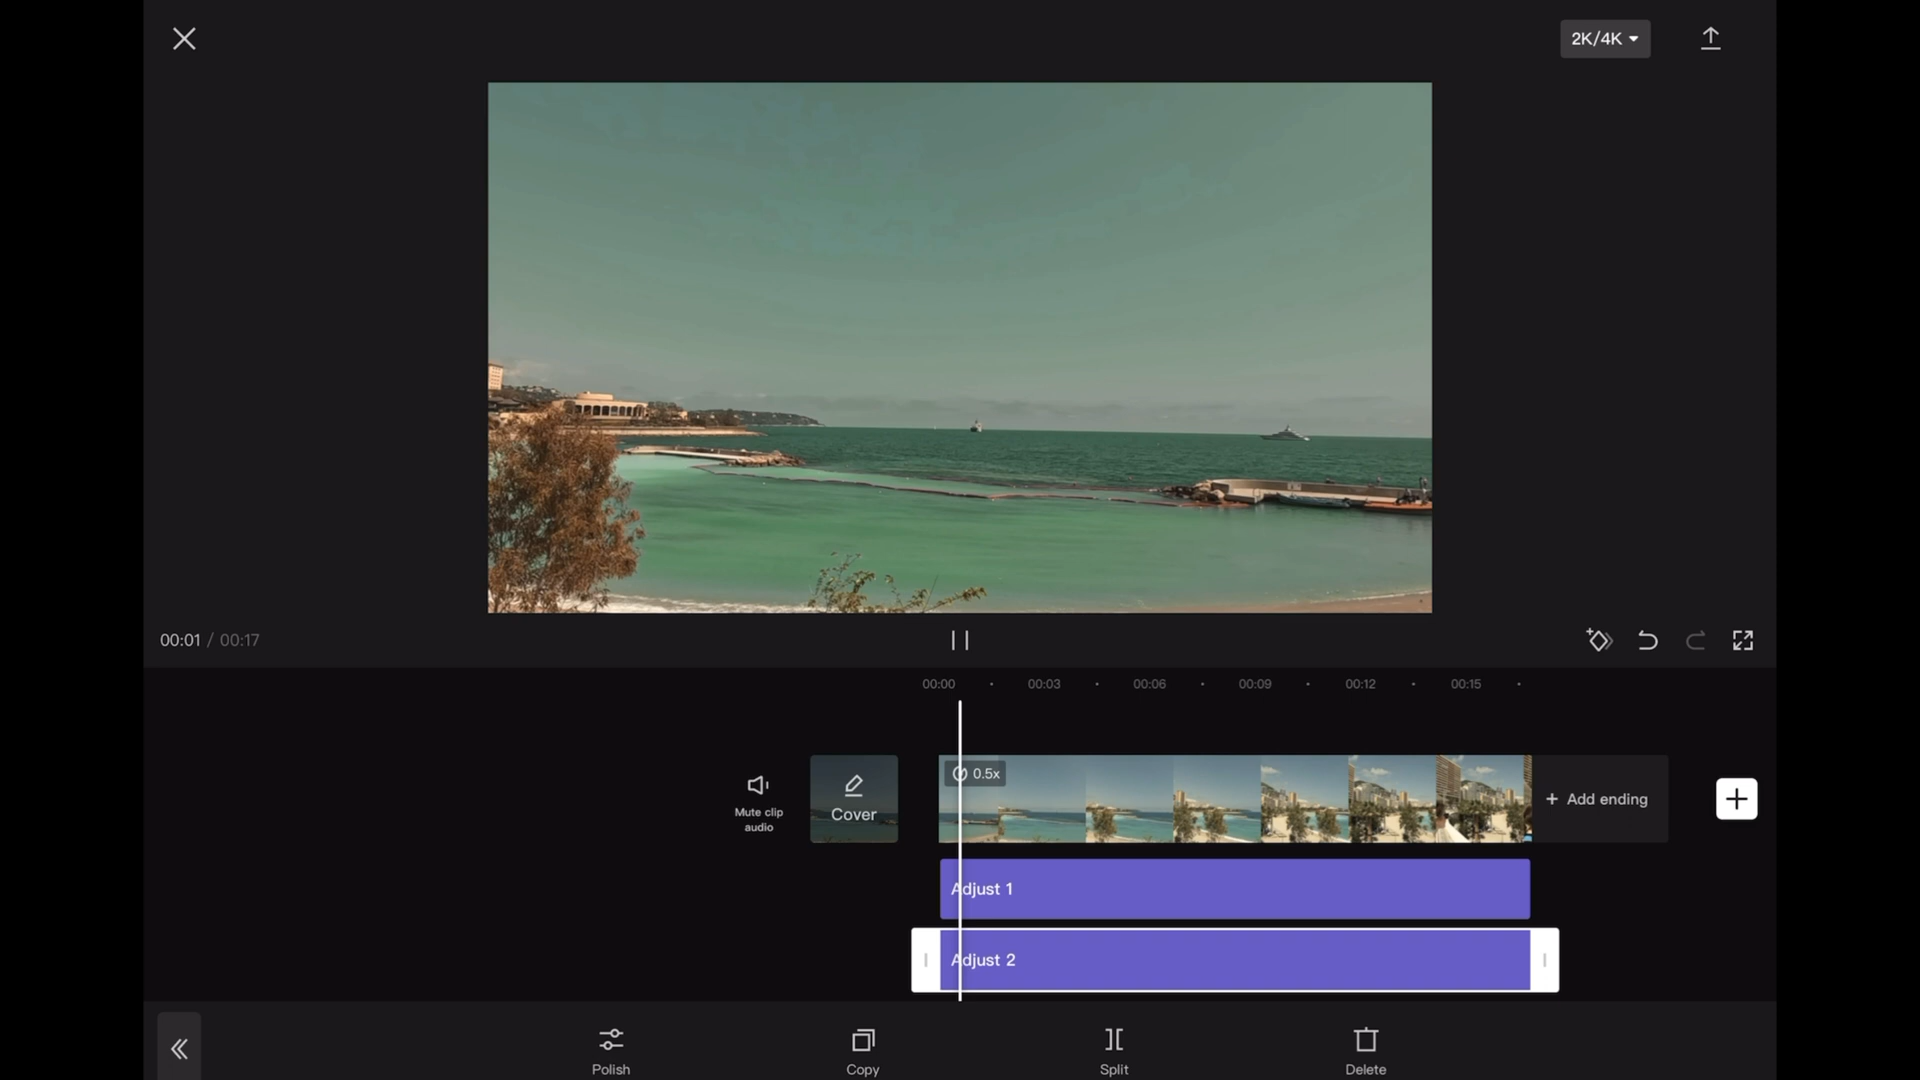 2K/4K
00:01 / 00:17
00:00
00:03
00:06
00:09
00:12
00:15
0.5x
Mute clip
audio
Cover
+ Add ending
Adjust 1
Adjust 2
Polish
Copy
Split
Delete